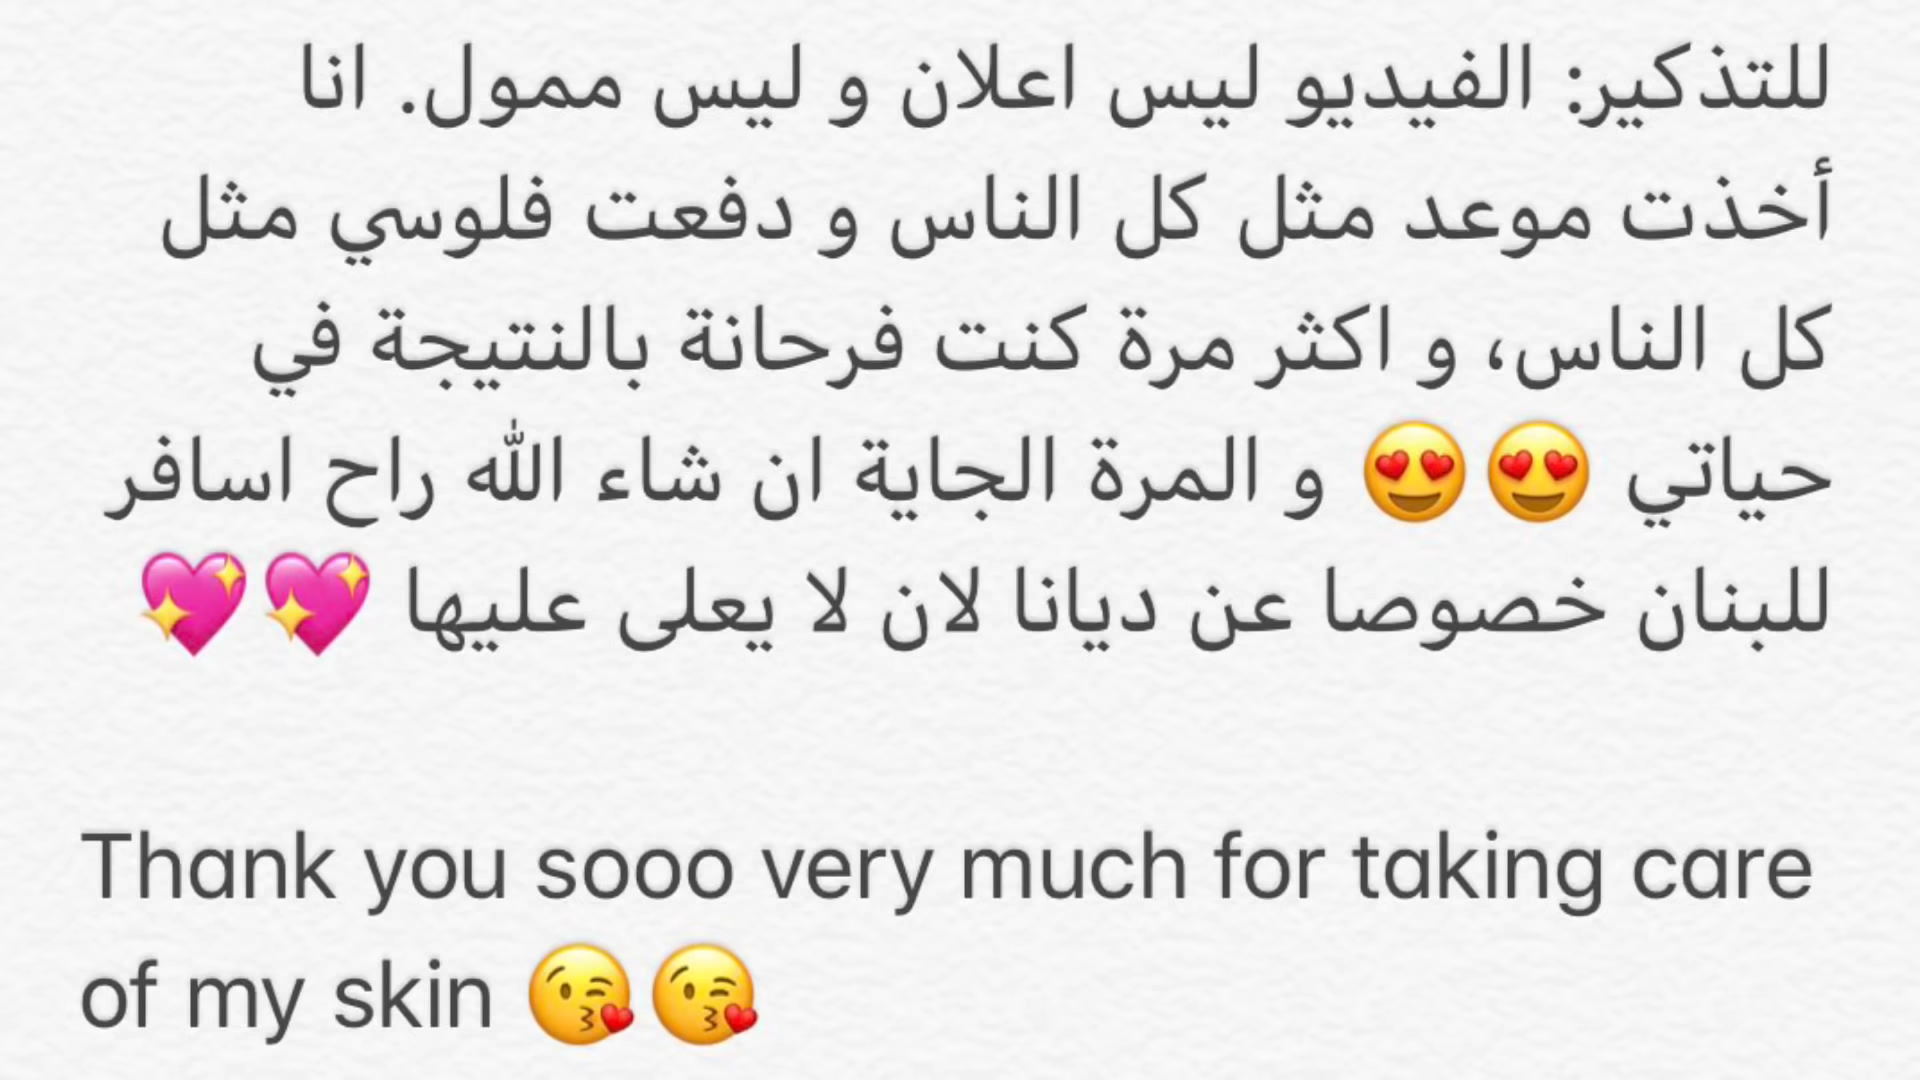 للتذكير: الفيديو ليس اعلان و ليس ممول. انا
أخذت موعد مثل كل الناس و دفعت فلوسي مثل
كل الناس، و اكثر مرة كنت فرحانة بالنتيجة في
حياتي 😍😍 و المرة الجاية ان شاء الله راح اسافر
للبنان خصوصا عن ديانا لان لا يعلى عليها 💖💖
Thank you sooo very much for taking care
of my skin 😘😘